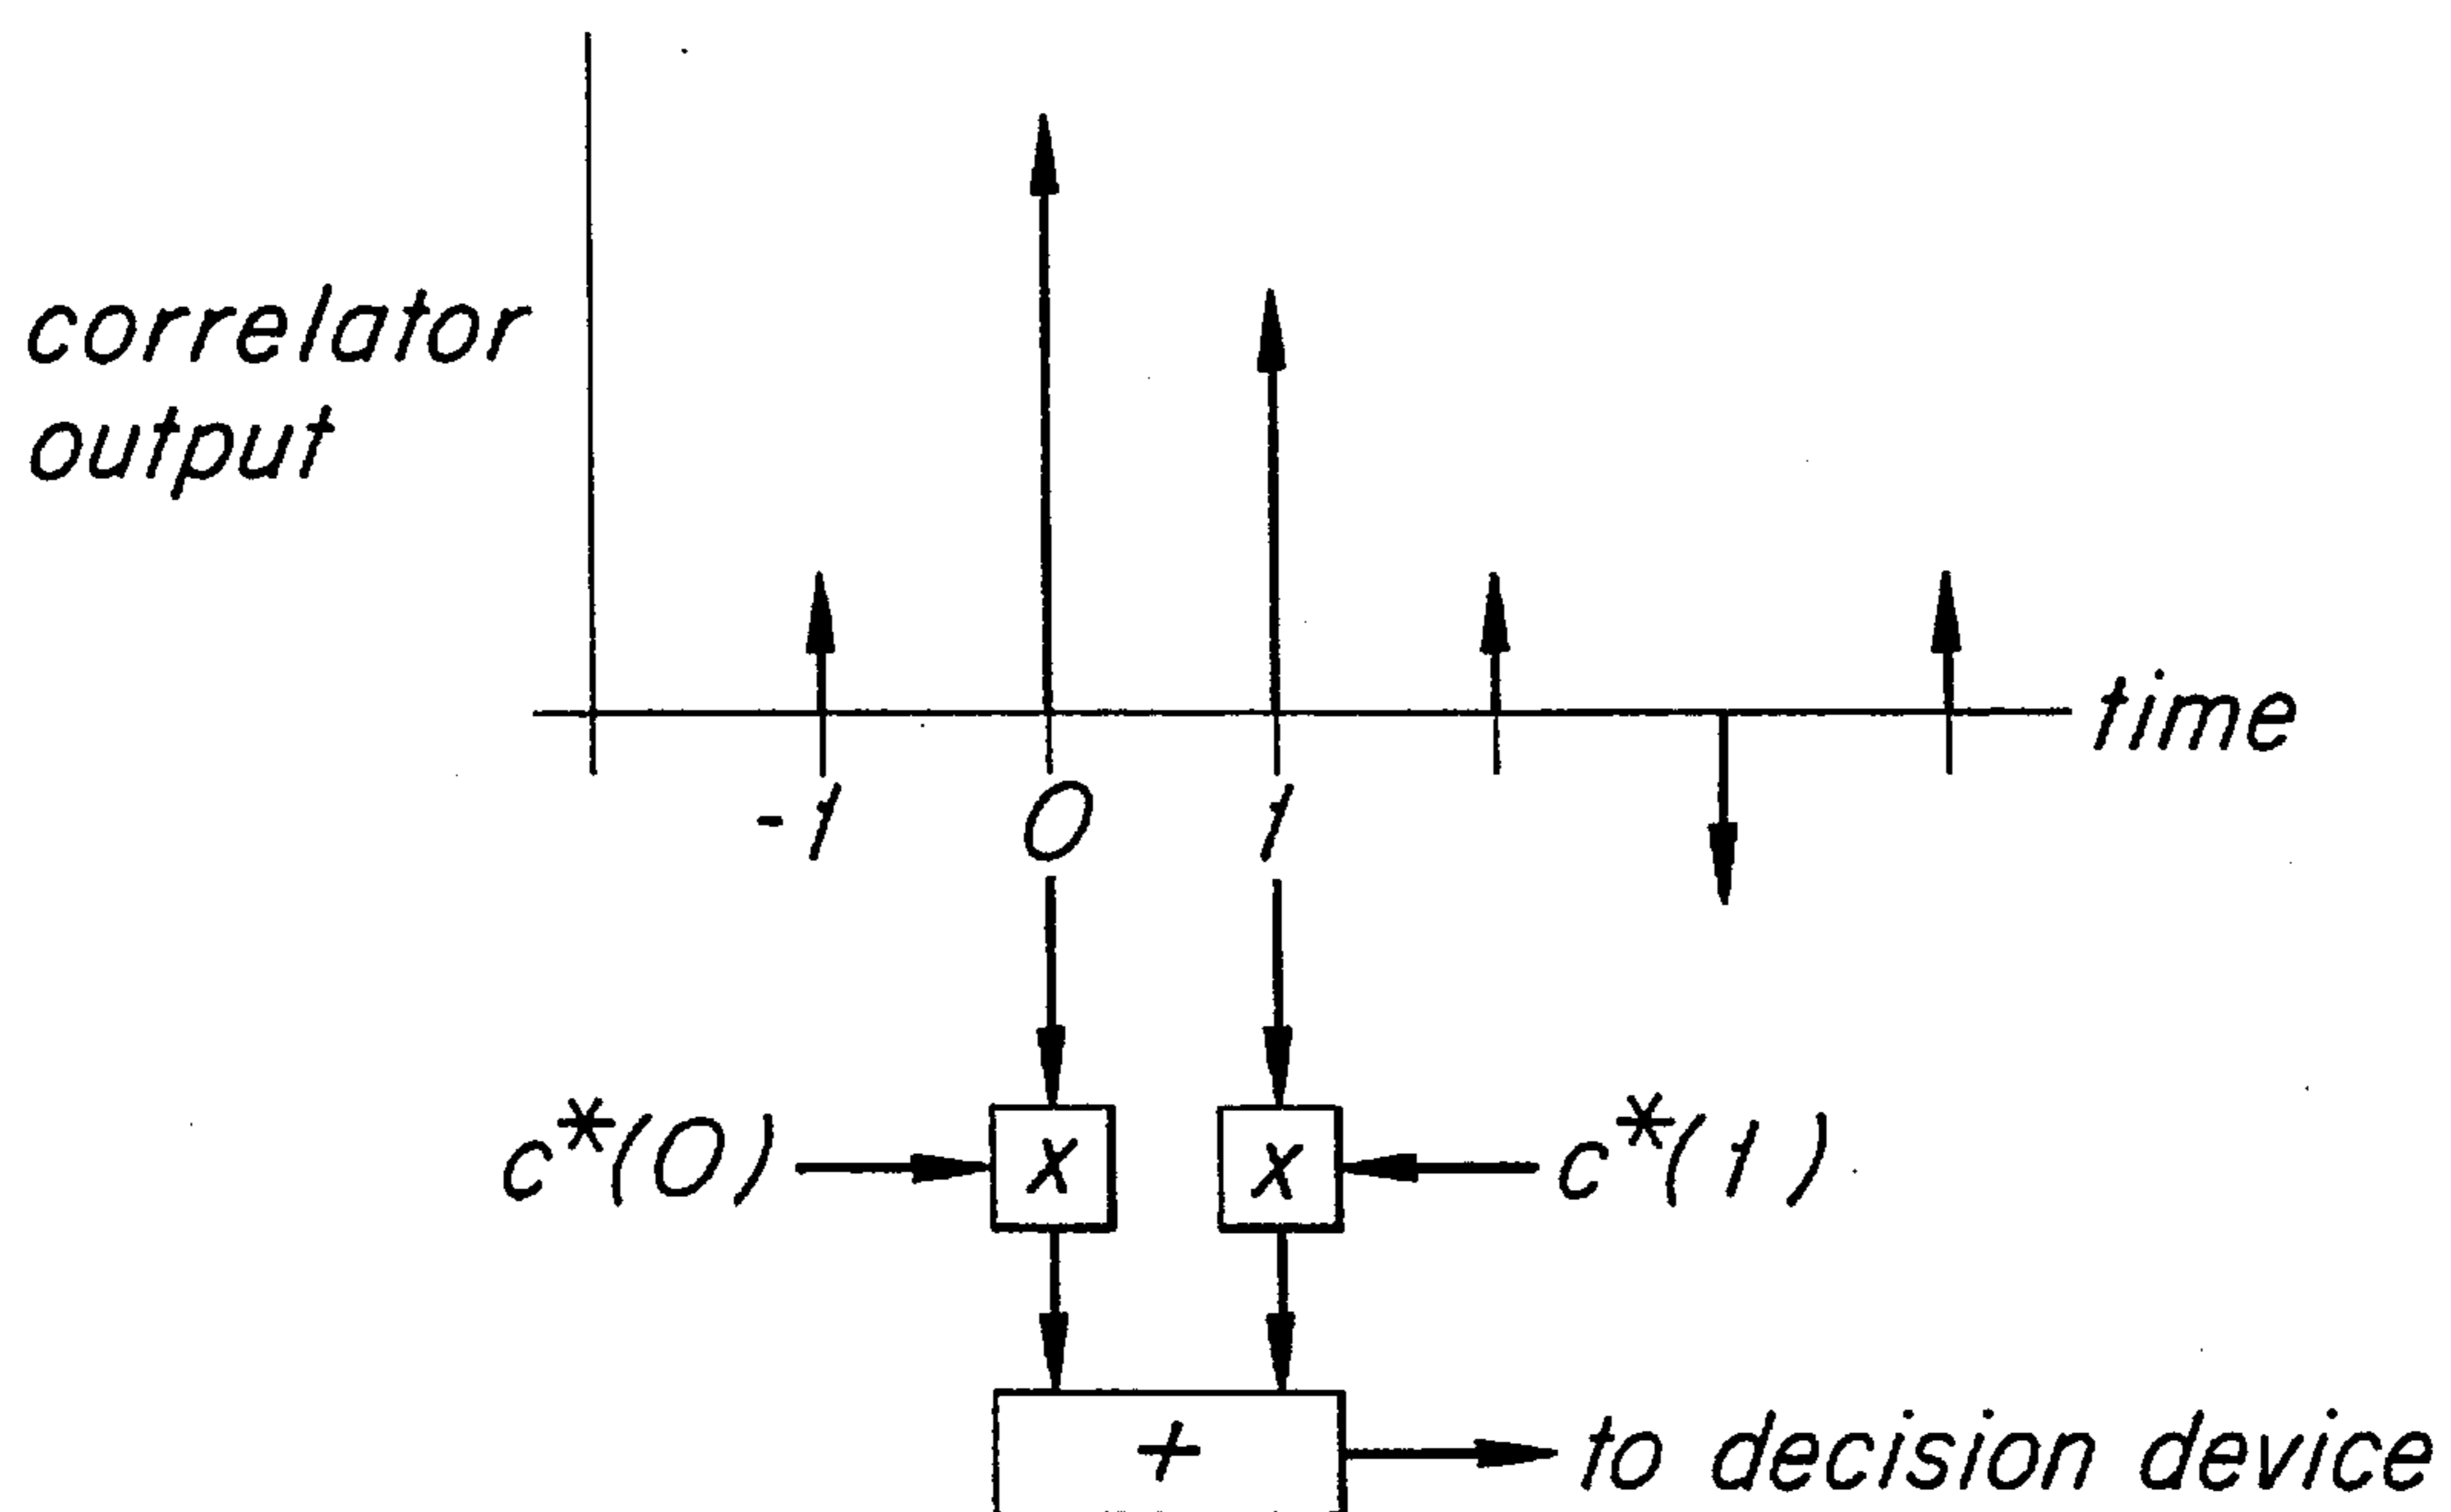 correlator
output
time
-1 0 1
c*(0) x x c*(1)
+ to decision device